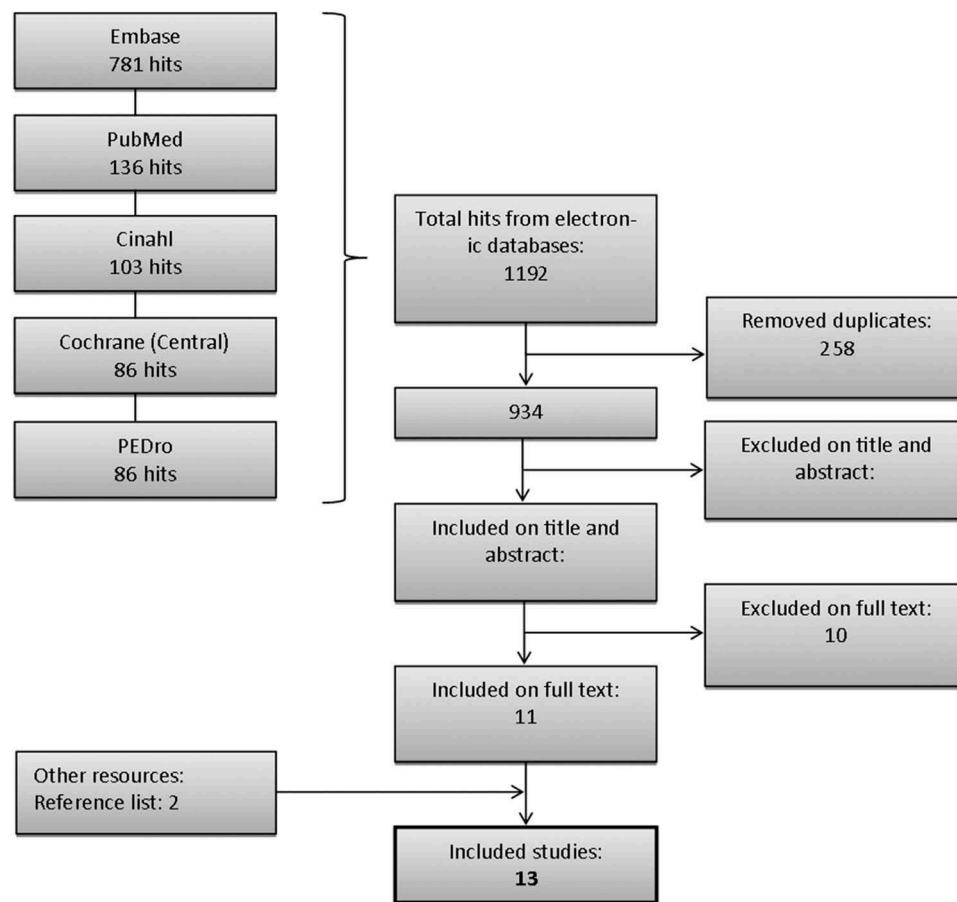 Embase
781 hits
PubMed
136 hits
Cinahl
103 hits
Cochrane (Central)
86 hits
PEDro
86 hits
Total hits from electron-
ic databases:
1192
Removed duplicates:
258
934
Excluded on title and
abstract:
Included on title and
abstract:
Excluded on full text:
10
Included on full text:
11
Other resources:
Reference list: 2
Included studies:
13